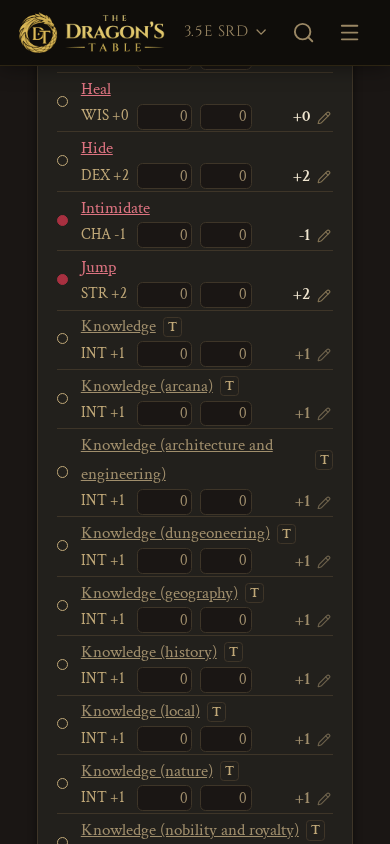 THE
DRAGON'S
TABLE
DT
3.5E SRD
Heal
WIS +0 0 0 +0
Hide
DEX +2 0 0 +2
Intimidate
CHA -1 0 0 -1
Jump
STR +2 0 0 +2
Knowledge T
INT +1 0 0 +1
Knowledge (arcana) T
INT +1 0 0 +1
Knowledge (architecture and
engineering) T
INT +1 0 0 +1
Knowledge (dungeoneering) T
INT +1 0 0 +1
Knowledge (geography) T
INT +1 0 0 +1
Knowledge (history) T
INT +1 0 0 +1
Knowledge (local) T
INT +1 0 0 +1
Knowledge (nature) T
INT +1 0 0 +1
Knowledge (nobility and royalty) T